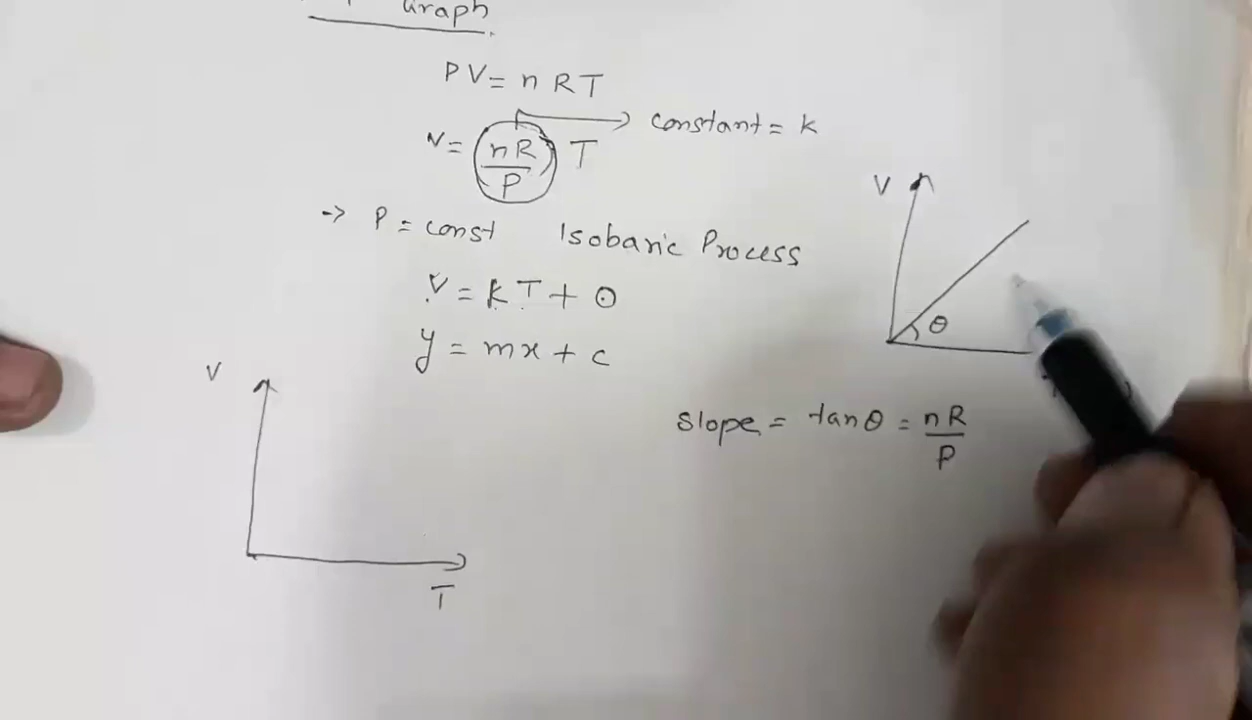 Graph
PV = nRT
V = nR/P T
constant = k
→ P = const Isobaric Process
V = kT + 0
y = mx + c
V
θ
slope = tanθ = nR/P
V
T